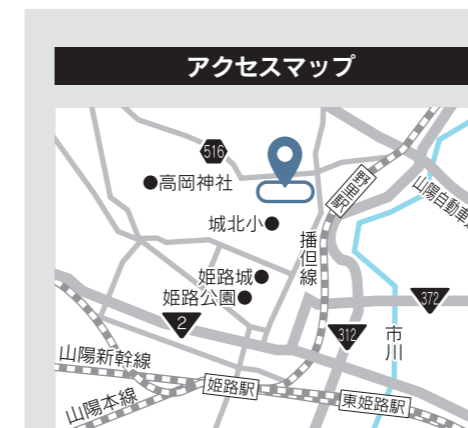 アクセスマップ
516
高岡神社
野里駅
山陽自動車
城北小
播但線
姫路城
姫路公園
372
2
312
市川
山陽新幹線
姫路駅
東姫路駅
山陽本線